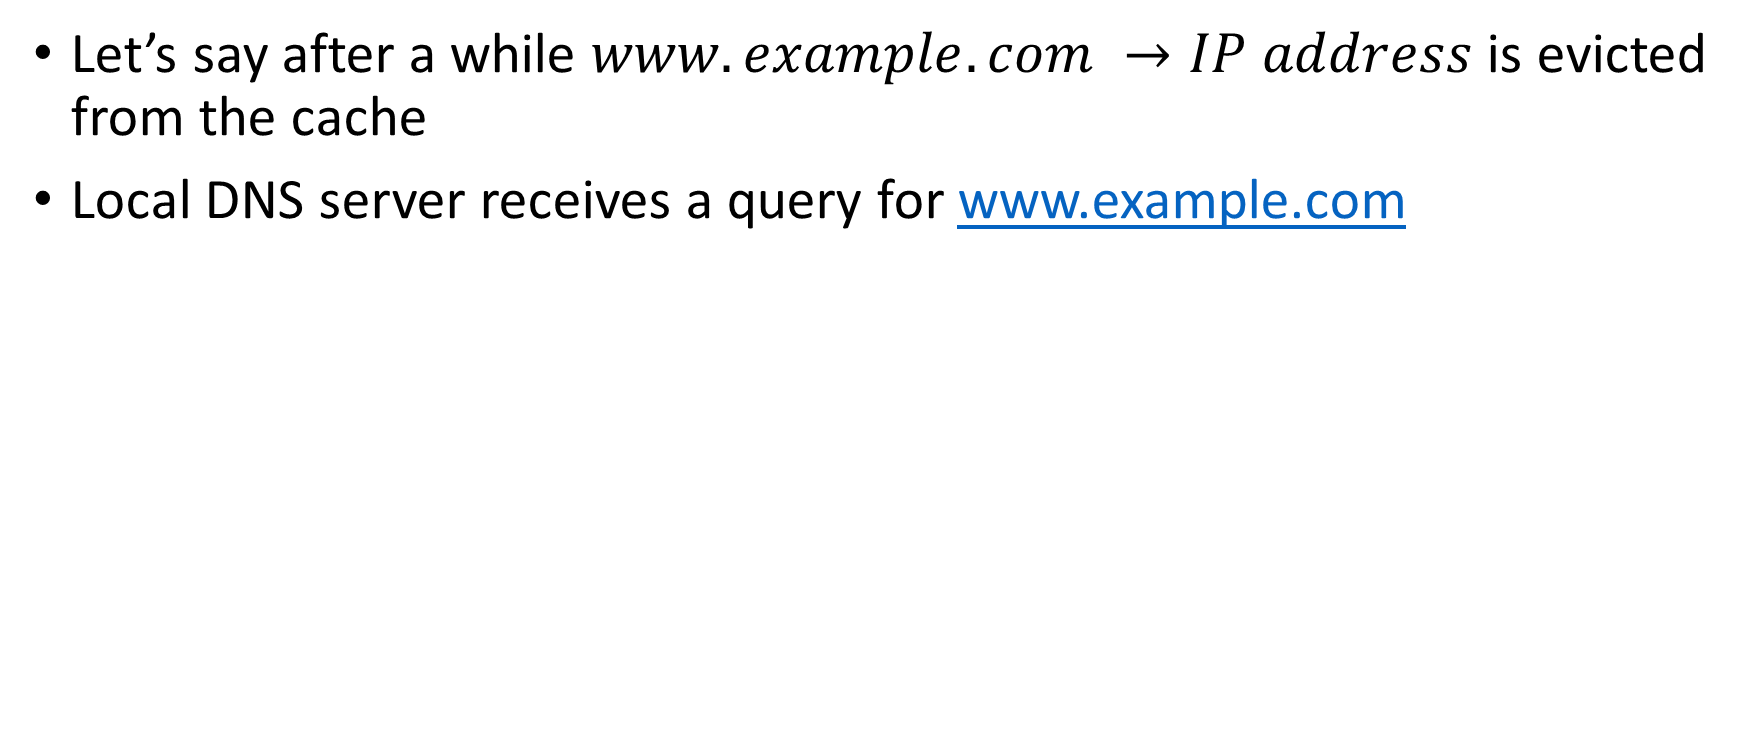 • Let’s say after a while www.example.com → IP address is evicted
from the cache
• Local DNS server receives a query for www.example.com